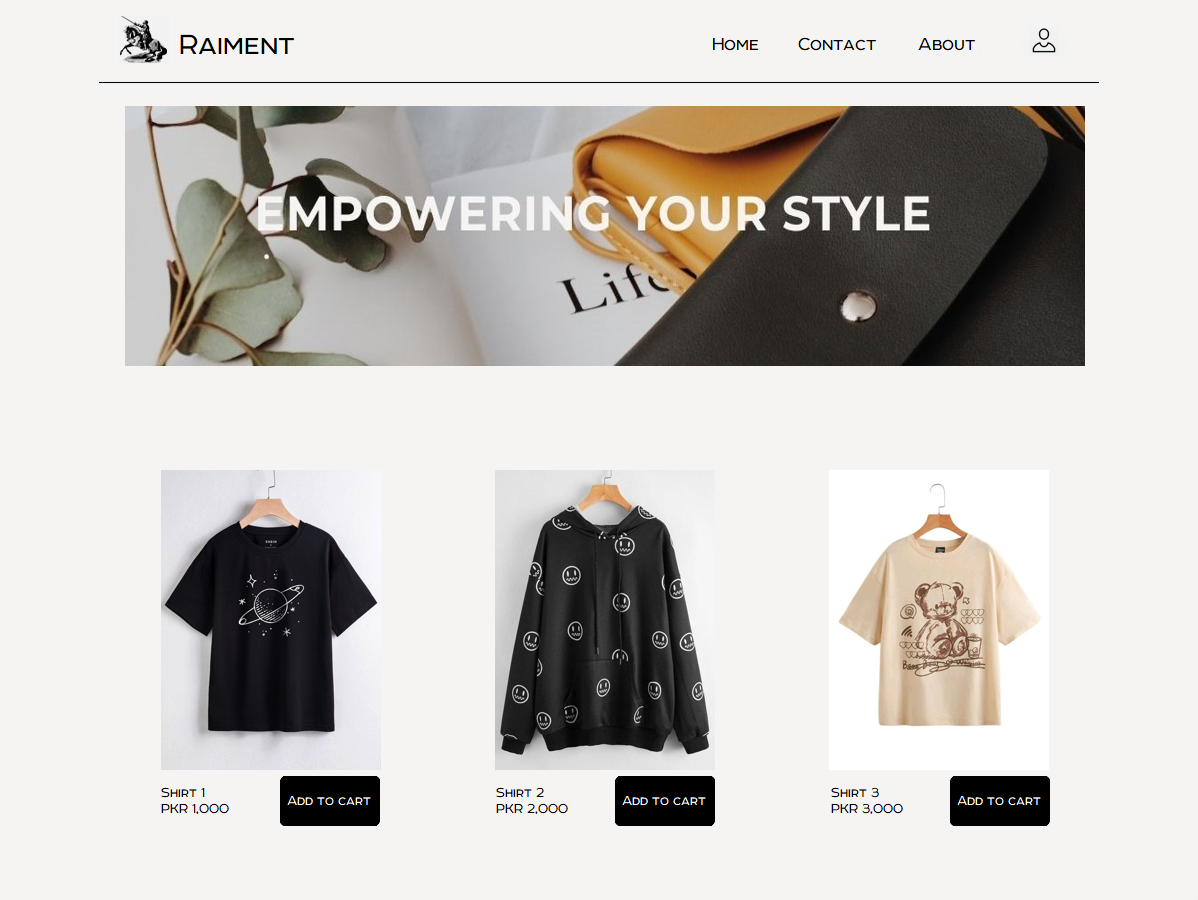 Raiment
Home Contact About
EMPOWERING YOUR STYLE
Life
Shirt 1
PKR 1,000
Add to cart
Shirt 2
PKR 2,000
Add to cart
Shirt 3
PKR 3,000
Add to cart